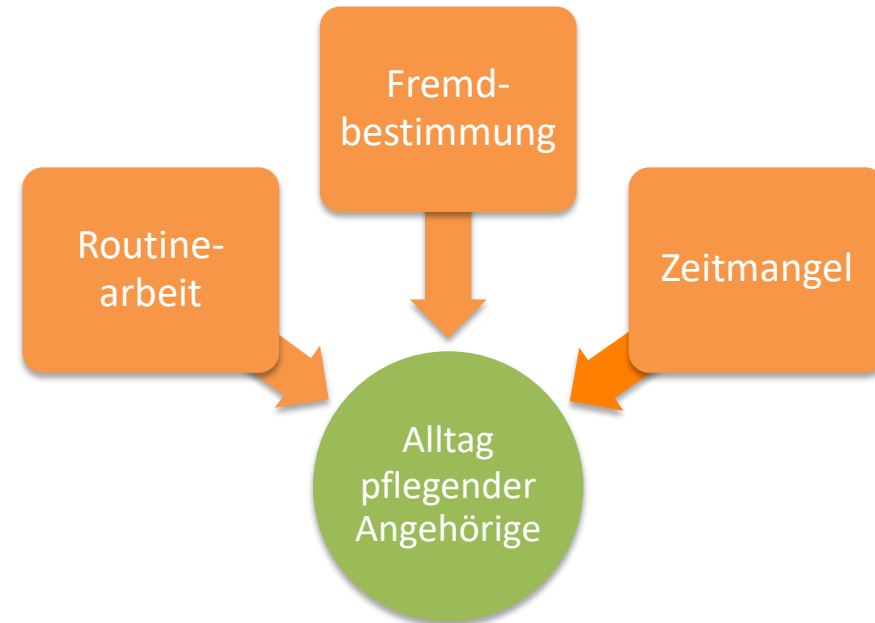 Fremd-
bestimmung
Routine-
arbeit
Zeitmangel
Alltag
pflegender
Angehörige